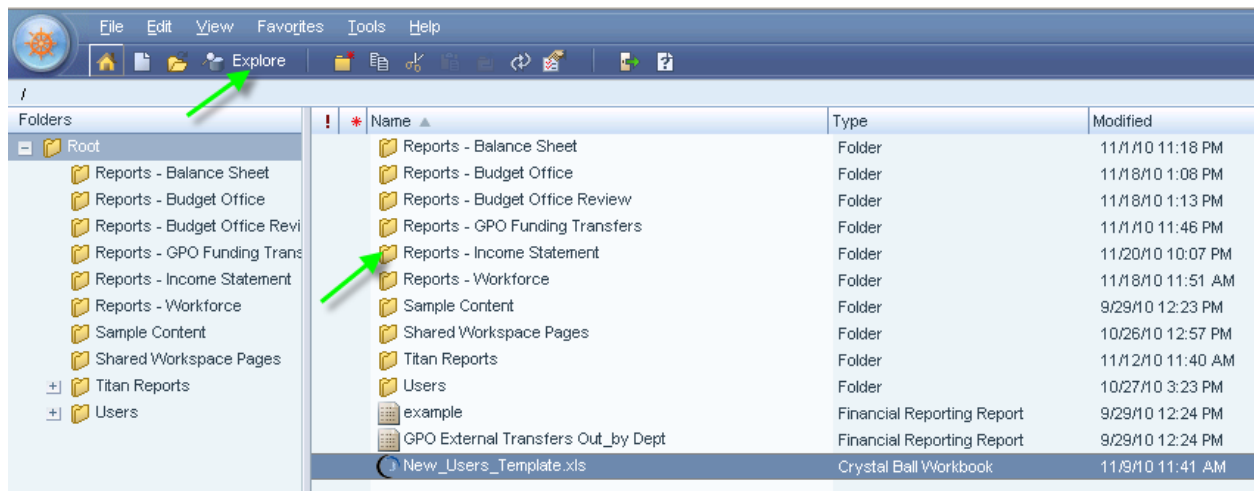 File Edit View Favorites Tools Help
Explore
/
Folders
! * Name Type Modified
Root
Reports - Balance Sheet
Reports - Budget Office
Reports - Budget Office Revi
Reports - GPO Funding Trans
Reports - Income Statement
Reports - Workforce
Sample Content
Shared Workspace Pages
Titan Reports
Users
Reports - Balance Sheet Folder 11/1/10 11:18 PM
Reports - Budget Office Folder 11/18/10 1:08 PM
Reports - Budget Office Review Folder 11/18/10 1:13 PM
Reports - GPO Funding Transfers Folder 11/1/10 11:46 PM
Reports - Income Statement Folder 11/20/10 10:07 PM
Reports - Workforce Folder 11/18/10 11:51 AM
Sample Content Folder 9/29/10 12:23 PM
Shared Workspace Pages Folder 10/26/10 12:57 PM
Titan Reports Folder 11/12/10 11:40 AM
Users Folder 10/27/10 3:23 PM
example Financial Reporting Report 9/29/10 12:24 PM
GPO External Transfers Out_by Dept Financial Reporting Report 9/29/10 12:24 PM
New_Users_Template.xls Crystal Ball Workbook 11/9/10 11:41 AM